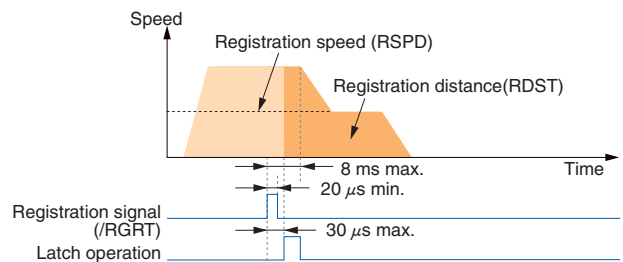 Speed
Registration speed (RSPD)
Registration distance(RDST)
8 ms max.
Time
20 μs min.
Registration signal
(/RGRT)
30 μs max.
Latch operation